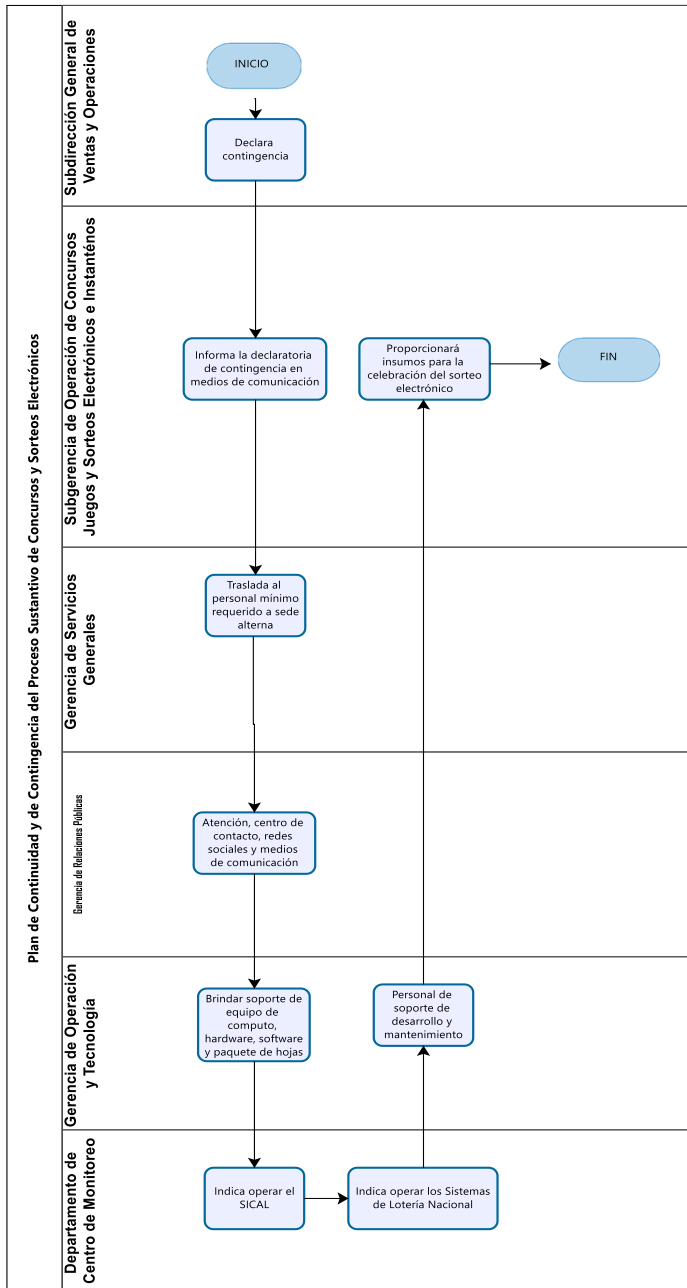 Plan de Continuidad y de Contingencia del Proceso Sustantivo de Concursos y Sorteos Electrónicos
Subdirección General de
Ventas y Operaciones
INICIO
Declara
contingencia
Subgerencia de Operación de Concursos
Juegos y Sorteos Electrónicos e Instanténos
Informa la declaratoria
de contingencia en
medios de comunicación
Proporcionará
insumos para la
celebración del sorteo
electrónico
FIN
Gerencia de Servicios
Generales
Traslada al
personal mínimo
requerido a sede
alterna
Gerencia de Relaciones Públicas
Atención, centro de
contacto, redes
sociales y medios
de comunicación
Gerencia de Operación
y Tecnología
Brindar soporte de
equipo de
computo,
hardware, software
y paquete de hojas
Personal de
soporte de
desarrollo y
mantenimiento
Departamento de
Centro de Monitoreo
Indica operar el
SICAL
Indica operar los Sistemas
de Lotería Nacional